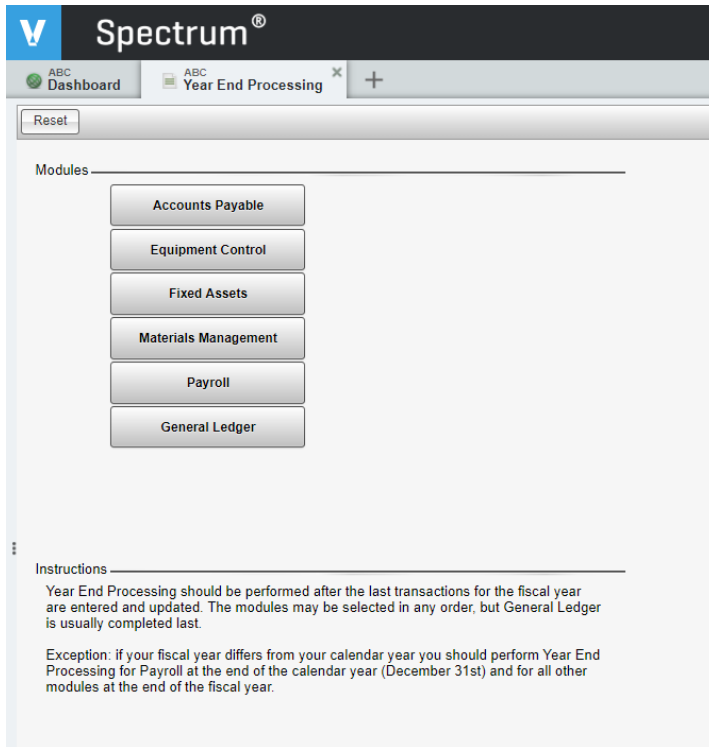 V Spectrum®
ABC
Dashboard
ABC
Year End Processing
Reset
Modules
Accounts Payable
Equipment Control
Fixed Assets
Materials Management
Payroll
General Ledger
Instructions
Year End Processing should be performed after the last transactions for the fiscal year
are entered and updated. The modules may be selected in any order, but General Ledger
is usually completed last.
Exception: if your fiscal year differs from your calendar year you should perform Year End
Processing for Payroll at the end of the calendar year (December 31st) and for all other
modules at the end of the fiscal year.